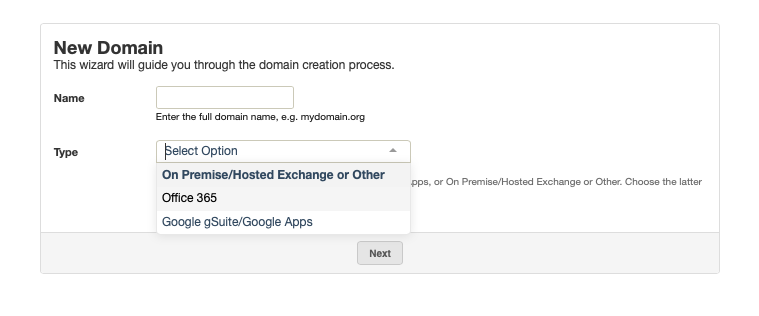 New Domain
This wizard will guide you through the domain creation process.
Name
Enter the full domain name, e.g. mydomain.org
Type
Select Option
On Premise/Hosted Exchange or Other
pps, or On Premise/Hosted Exchange or Other. Choose the latter
Office 365
Google gSuite/Google Apps
Next